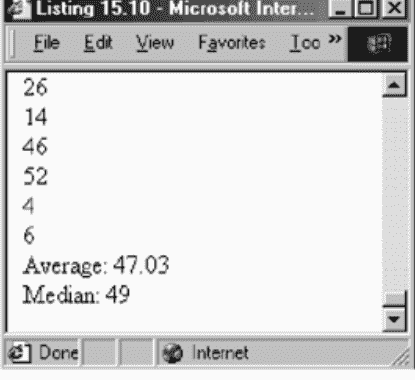 Listing 15.10 - Microsoft Inter...
File Edit View Favorites Too »
26
14
46
52
4
6
Average: 47.03
Median: 49
Done Internet